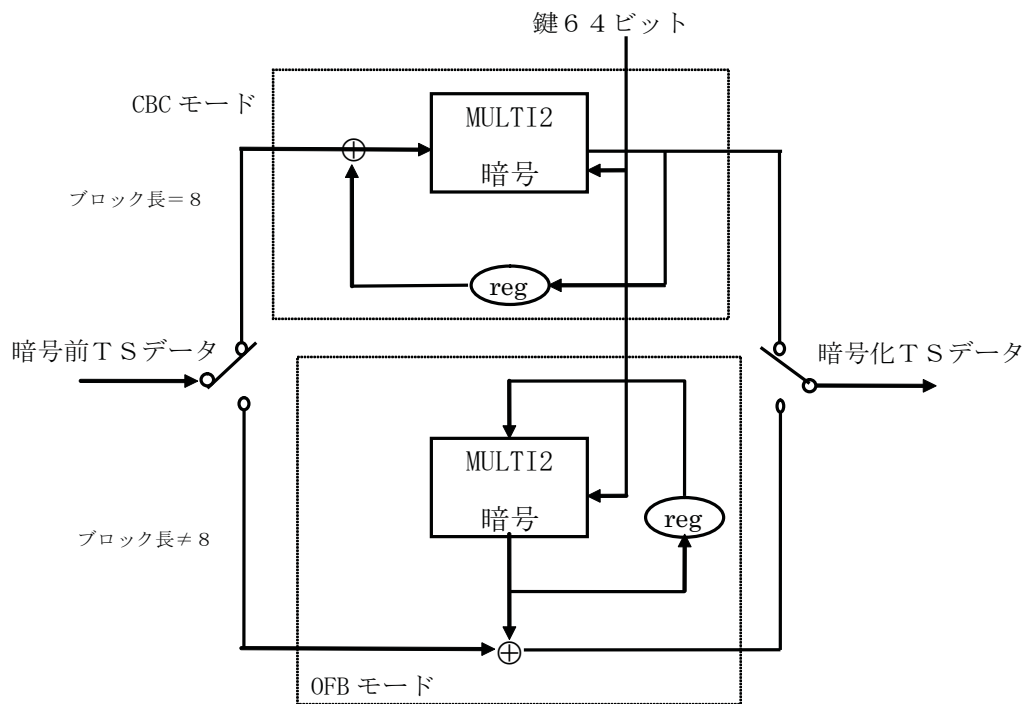 鍵６４ビット
CBC モード
MULTI2
暗号
ブロック長＝８
reg
暗号前ＴＳデータ
暗号化ＴＳデータ
MULTI2
暗号
reg
ブロック長≠８
OFB モード